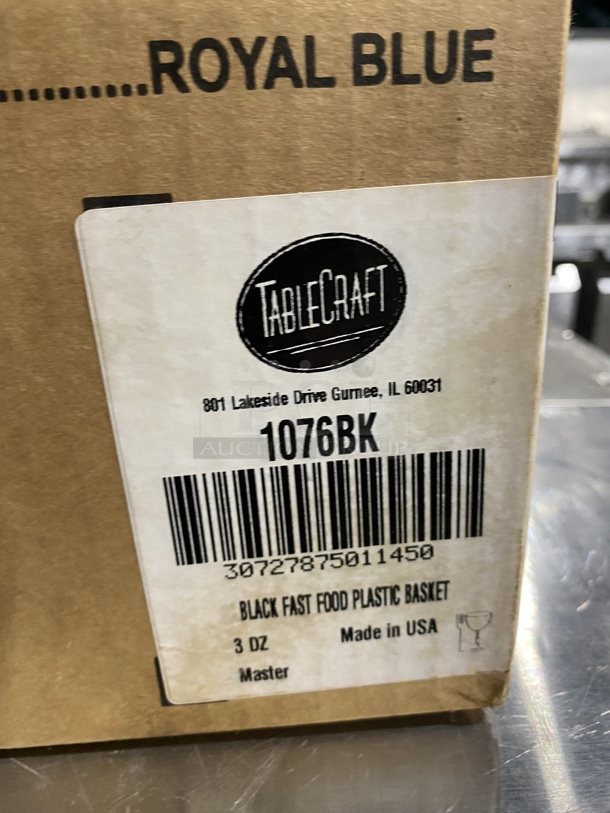 ..........ROYAL BLUE
TABLECRAFT
801 Lakeside Drive Gurnee, IL 60031
1076BK
30727875011450
BLACK FAST FOOD PLASTIC BASKET
3 DZ Made in USA
Master